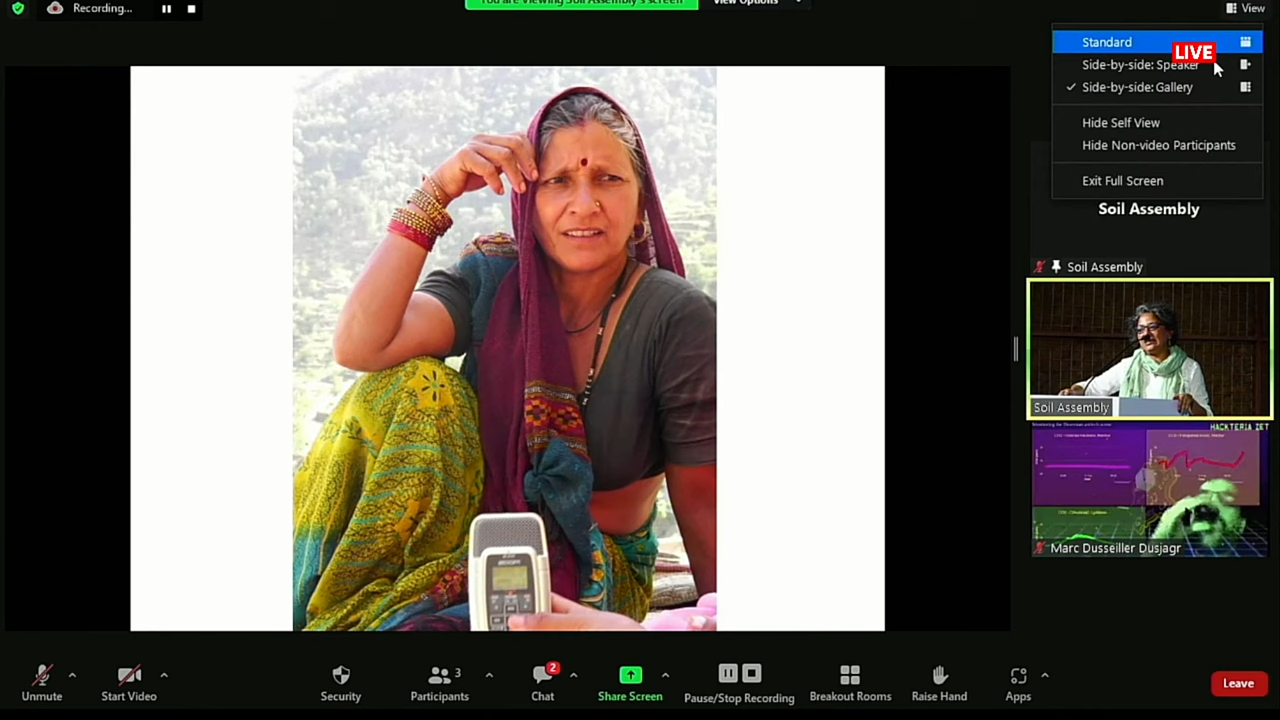 Recording...
You are viewing Soil Assembly's screen
View Options
View
Standard
LIVE
Side-by-side: Speaker
Side-by-side: Gallery
Hide Self View
Hide Non-video Participants
Exit Full Screen
Soil Assembly
Soil Assembly
Soil Assembly
HACKTERIA ZET
Marc Dusseiller Dusjagr
Unmute
Start Video
Security
3
Participants
2
Chat
Share Screen
Pause/Stop Recording
Breakout Rooms
Raise Hand
Apps
Leave